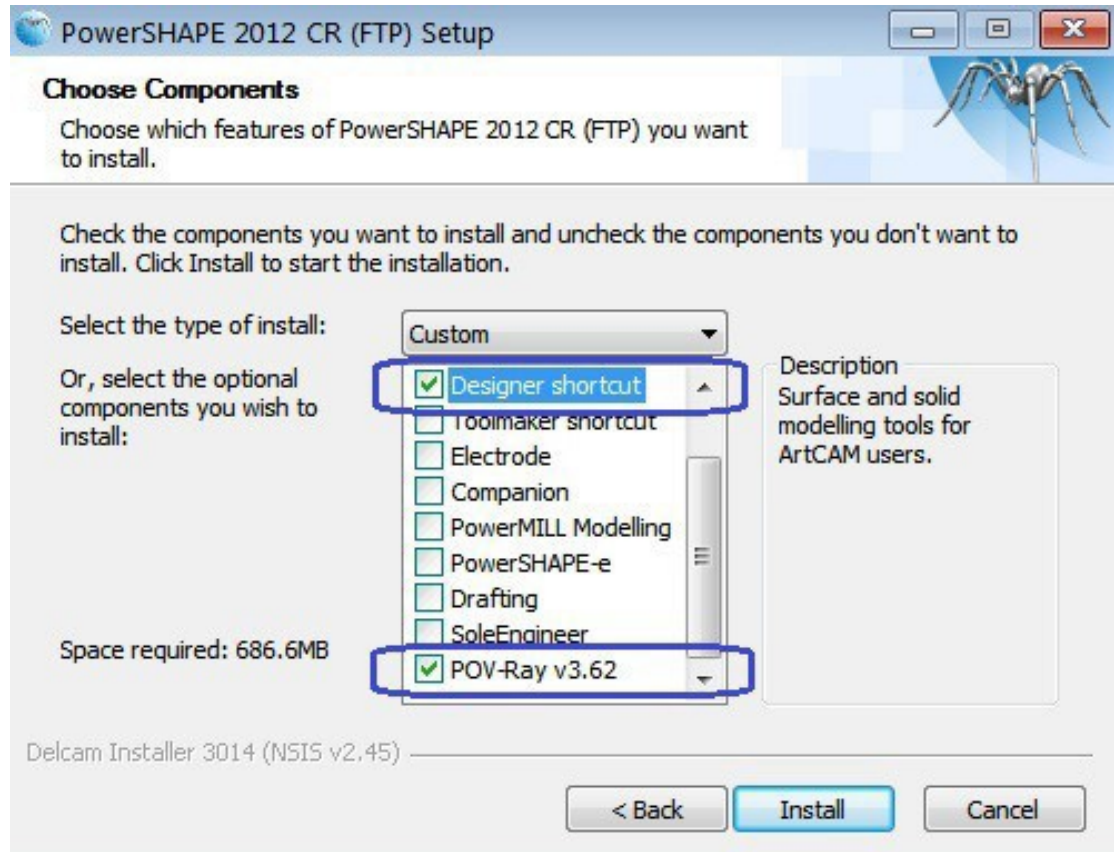 PowerSHAPE 2012 CR (FTP) Setup
Choose Components
Choose which features of PowerSHAPE 2012 CR (FTP) you want
to install.
Check the components you want to install and uncheck the components you don't want to
install. Click Install to start the installation.
Select the type of install:
Custom
Or, select the optional
components you wish to
install:
Designer shortcut
Toolmaker shortcut
Electrode
Companion
PowerMILL Modelling
PowerSHAPE-e
Drafting
SoleEngineer
POV-Ray v3.62
Description
Surface and solid
modelling tools for
ArtCAM users.
Space required: 686.6MB
Delcam Installer 3014 (NSIS v2.45)
< Back
Install
Cancel